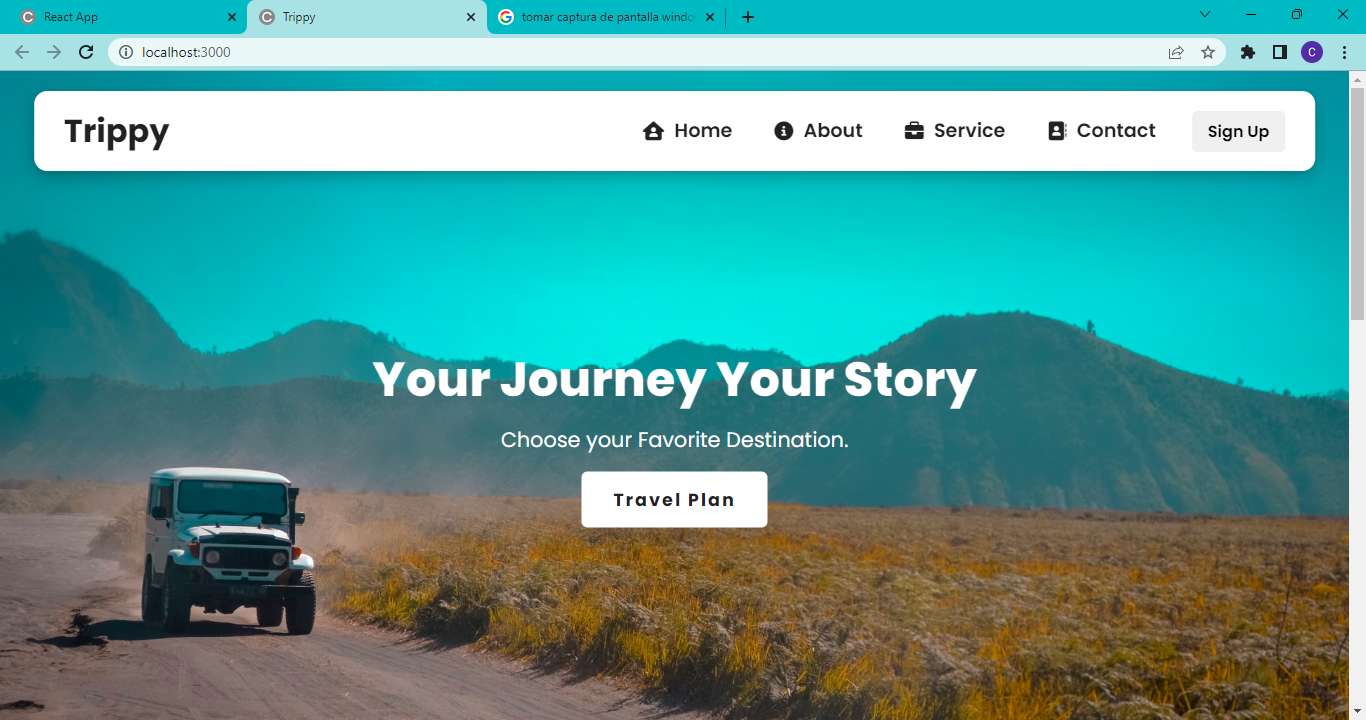 React App
Trippy
tomar captura de pantalla windo
localhost:3000
C
Trippy
Home
About
Service
Contact
Sign Up
Your Journey Your Story
Choose your Favorite Destination.
Travel Plan